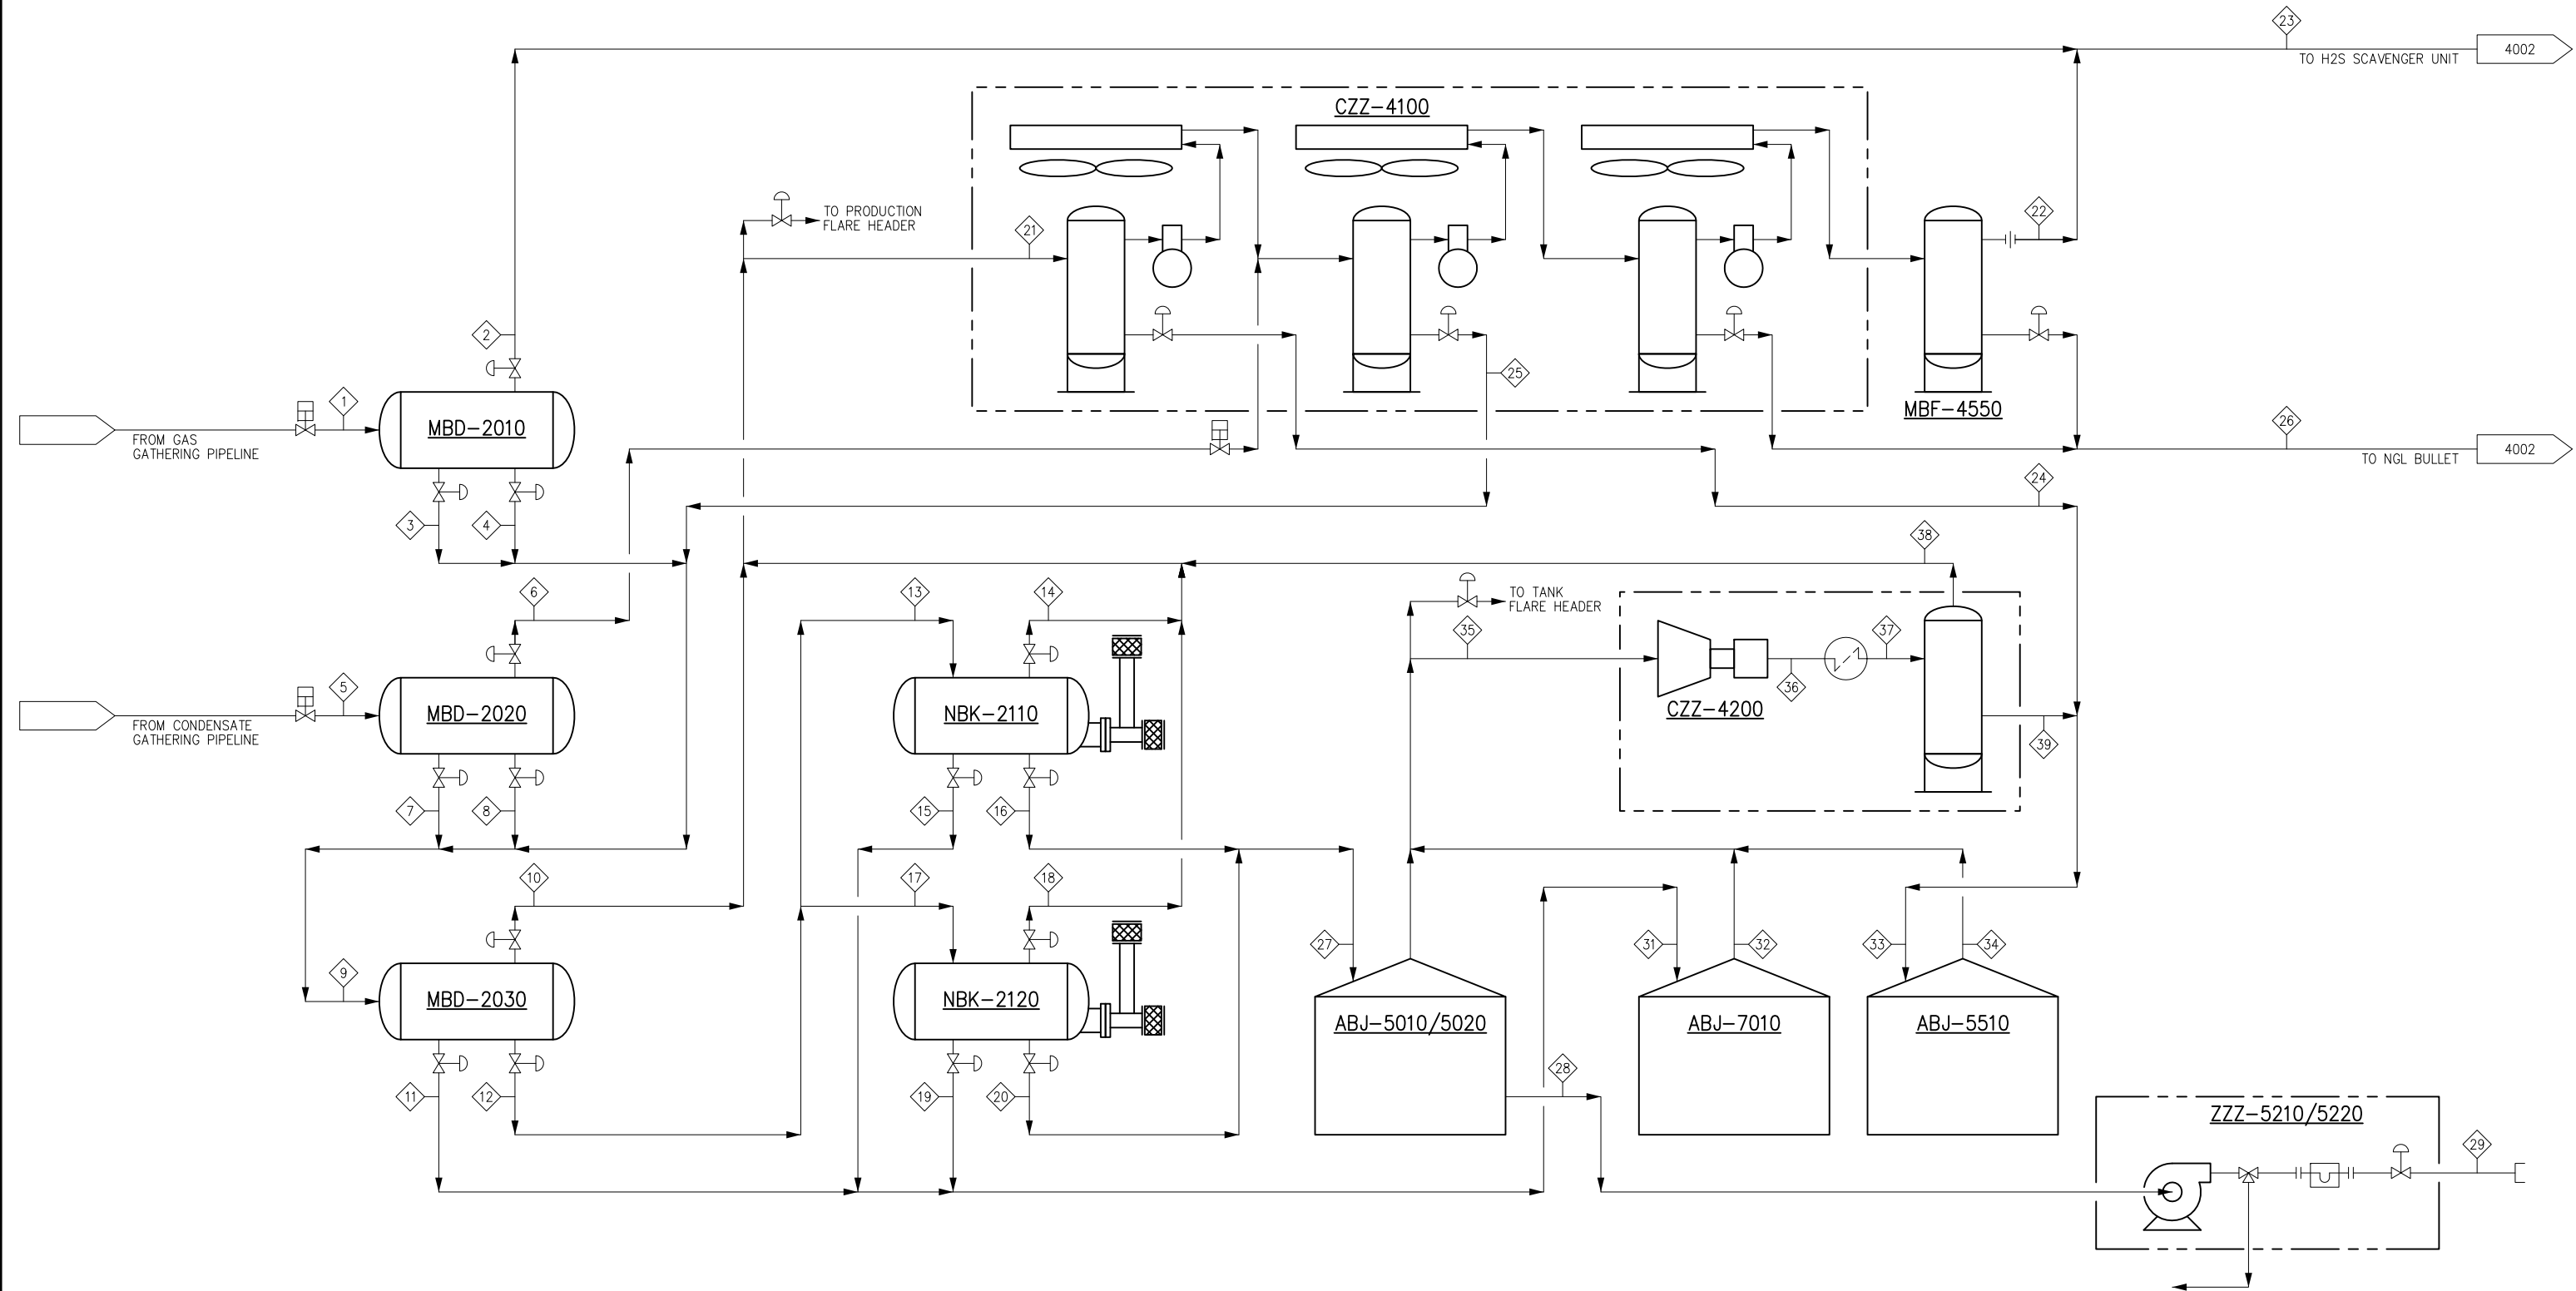 23
4002
TO H2S SCAVENGER UNIT
CZZ-4100
TO PRODUCTION
FLARE HEADER
21
22
2
25
1
MBD-2010
FROM GAS
GATHERING PIPELINE
MBF-4550
26
4002
TO NGL BULLET
24
3
4
38
6
13
14
TO TANK
FLARE HEADER
35
37
5
MBD-2020
FROM CONDENSATE
GATHERING PIPELINE
NBK-2110
36
CZZ-4200
39
7
8
15
16
10
17
18
9
27
31
32
33
34
MBD-2030
NBK-2120
ABJ-5010/5020
ABJ-7010
ABJ-5510
28
11
12
19
20
ZZZ-5210/5220
29